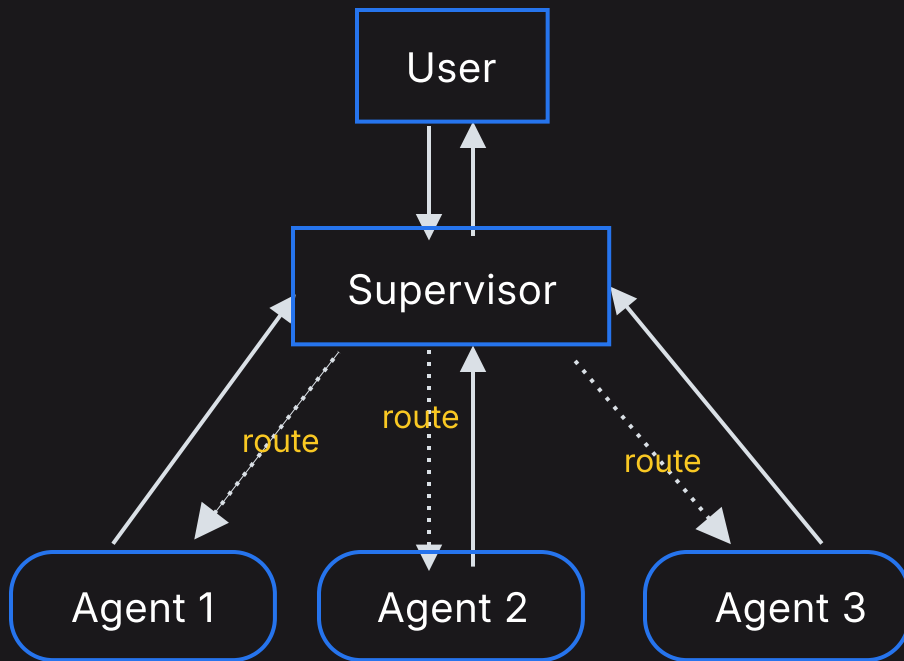 User
Supervisor
route
route
route
Agent 1
Agent 2
Agent 3